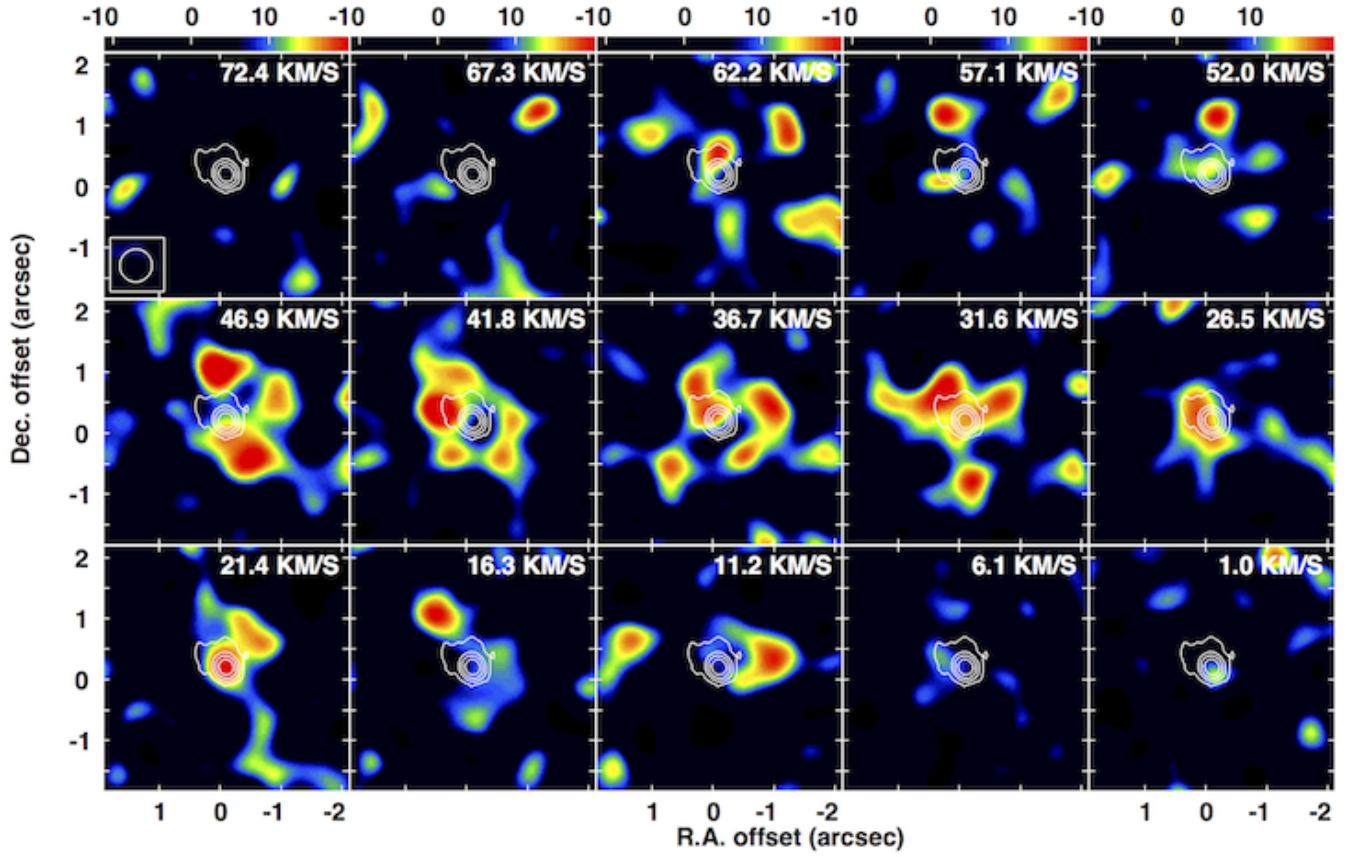 -10 0 10 -10 0 10 -10 0 10 -10 0 10 -10 0 10 -10
72.4 KM/S 67.3 KM/S 62.2 KM/S 57.1 KM/S 52.0 KM/S
2
1
0
-1
46.9 KM/S 41.8 KM/S 36.7 KM/S 31.6 KM/S 26.5 KM/S
2
1
0
-1
Dec. offset (arcsec)
21.4 KM/S 16.3 KM/S 11.2 KM/S 6.1 KM/S 1.0 KM/S
2
1
0
-1
1 0 -1 -2 1 0 -1 -2 1 0 -1 -2
R.A. offset (arcsec)